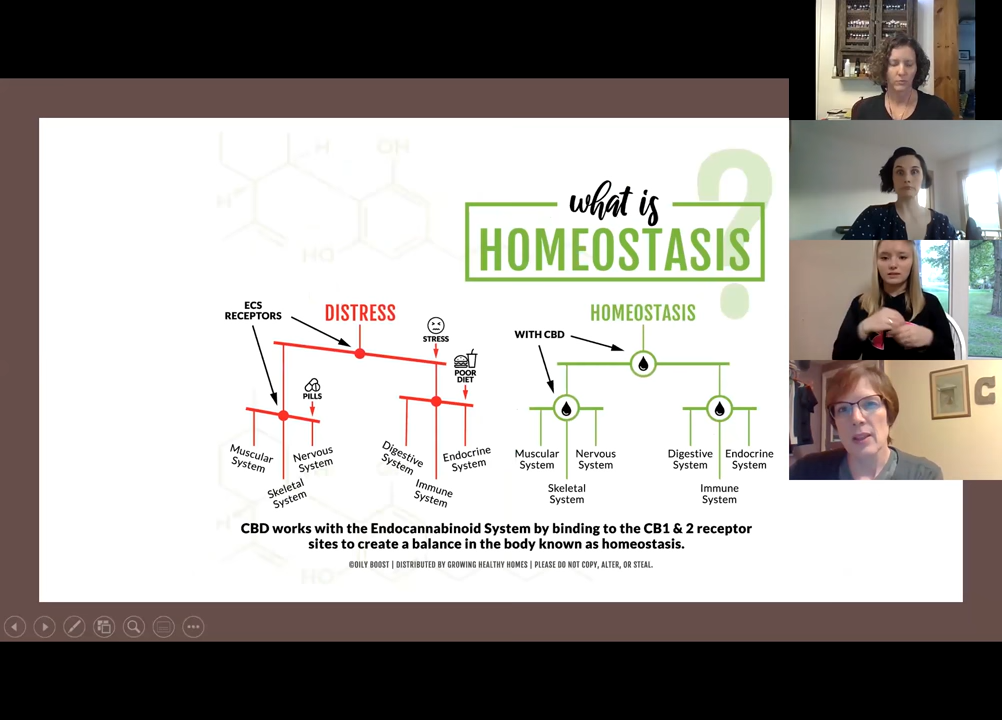 what is
HOMEOSTASIS
?
H
OH
H
HO
HO
ECS
RECEPTORS
DISTRESS
STRESS
POOR
DIET
PILLS
Muscular
System
Skeletal
System
Nervous
System
Digestive
System
Immune
System
Endocrine
System
HOMEOSTASIS
WITH CBD
Muscular
System
Skeletal
System
Nervous
System
Digestive
System
Immune
System
Endocrine
System
CBD works with the Endocannabinoid System by binding to the CB1 & 2 receptor
sites to create a balance in the body known as homeostasis.
©OILY BOOST | DISTRIBUTED BY GROWING HEALTHY HOMES | PLEASE DO NOT COPY, ALTER, OR STEAL.
C